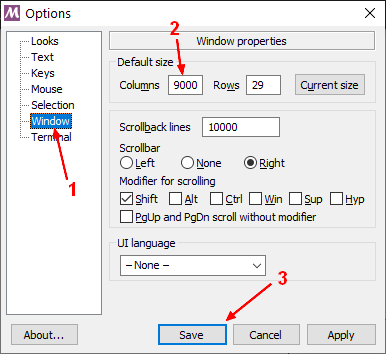 Options
Looks
Text
Keys
Mouse
Selection
Window
Terminal
1
Window properties
2
Default size
Columns 9000 Rows 29 Current size
Scrollback lines 10000
Scrollbar
Left None Right
Modifier for scrolling
Shift Alt Ctrl Win Sup Hyp
PgUp and PgDn scroll without modifier
UI language
– None –
3
About... Save Cancel Apply